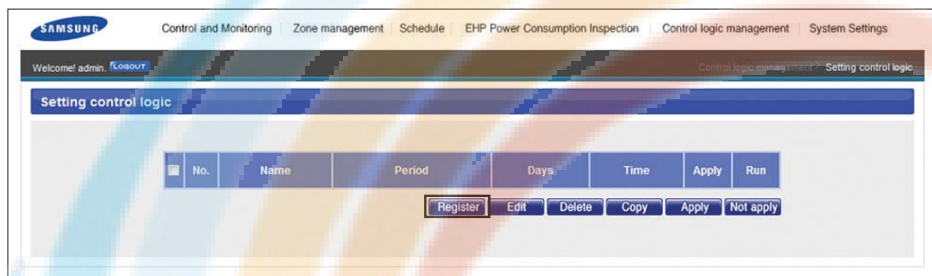 SAMSUNG
Control and Monitoring Zone management Schedule EHP Power Consumption Inspection Control logic management System Settings
Welcome! admin. LOGOUT Control logic management> Setting control logic
Setting control logic
No. Name Period Days Time Apply Run
Register Edit Delete Copy Apply Not apply